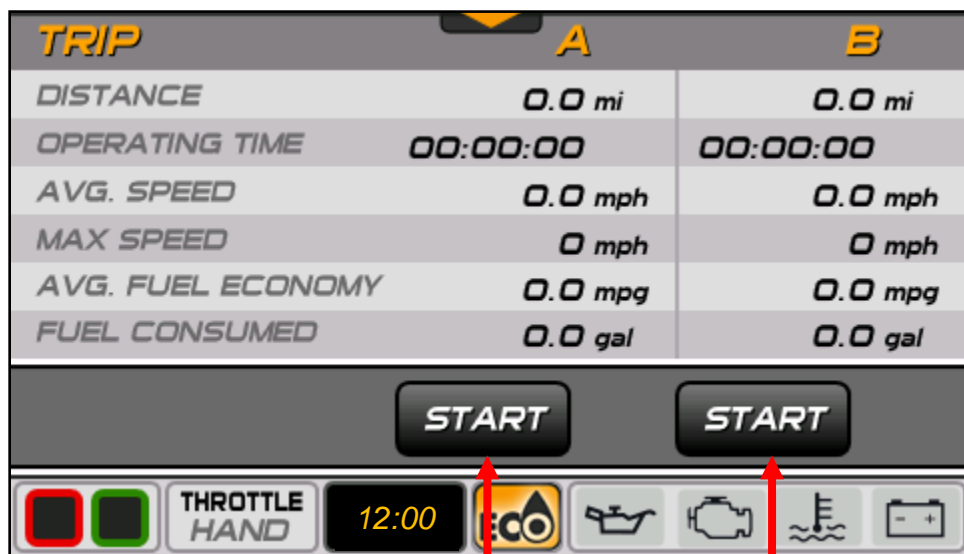 TRIP A B
DISTANCE 0.0 mi 0.0 mi
OPERATING TIME 00:00:00 00:00:00
AVG. SPEED 0.0 mph 0.0 mph
MAX SPEED 0 mph 0 mph
AVG. FUEL ECONOMY 0.0 mpg 0.0 mpg
FUEL CONSUMED 0.0 gal 0.0 gal
START START
THROTTLE
HAND
12:00
ECO
- +